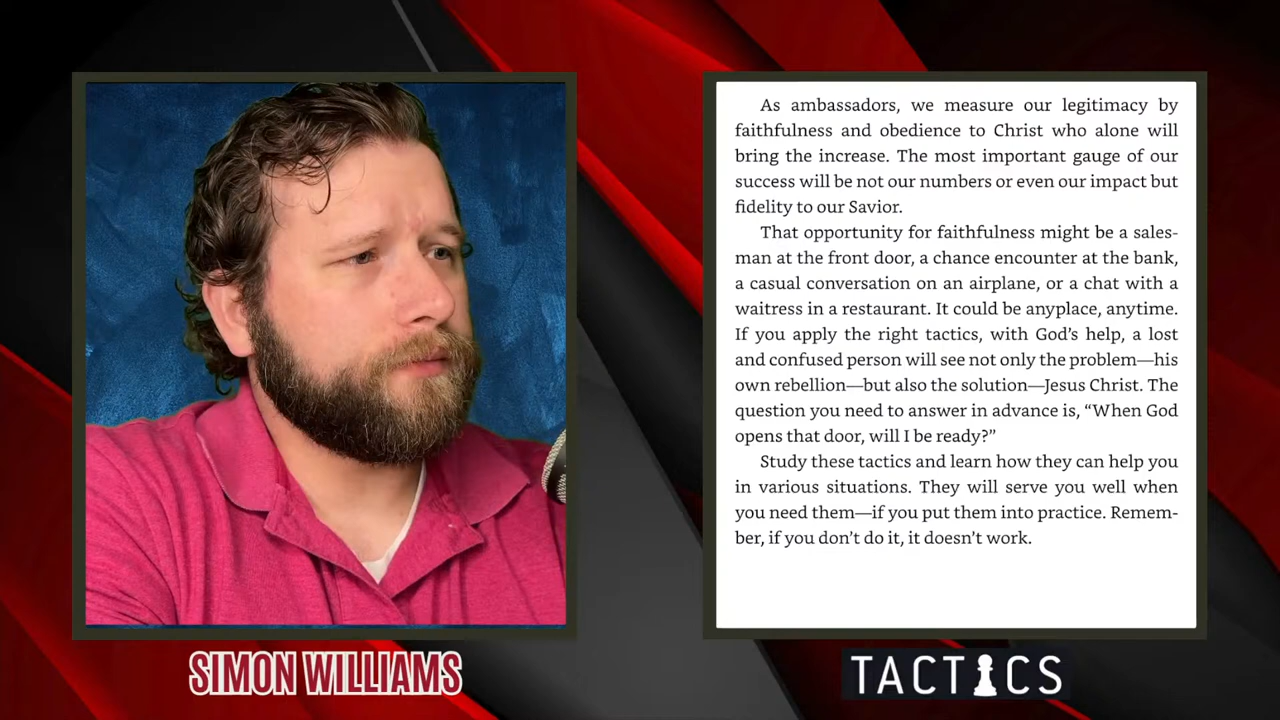 As ambassadors, we measure our legitimacy by
faithfulness and obedience to Christ who alone will
bring the increase. The most important gauge of our
success will be not our numbers or even our impact but
fidelity to our Savior.
That opportunity for faithfulness might be a sales-
man at the front door, a chance encounter at the bank,
a casual conversation on an airplane, or a chat with a
waitress in a restaurant. It could be anyplace, anytime.
If you apply the right tactics, with God’s help, a lost
and confused person will see not only the problem—his
own rebellion—but also the solution—Jesus Christ. The
question you need to answer in advance is, “When God
opens that door, will I be ready?”
Study these tactics and learn how they can help you
in various situations. They will serve you well when
you need them—if you put them into practice. Remem-
ber, if you don’t do it, it doesn’t work.
SIMON WILLIAMS
TACTICS